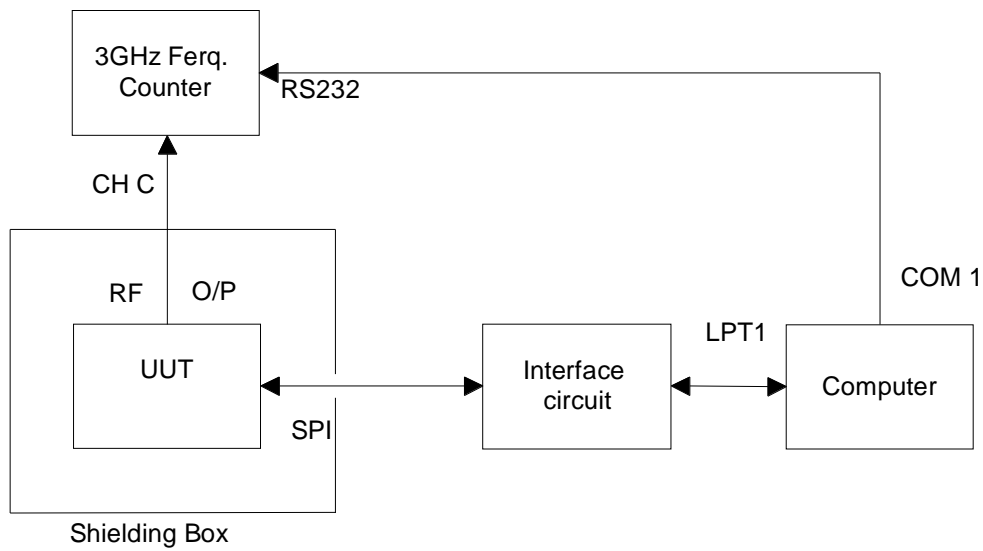 3GHz Ferq.
Counter
RS232
CH C
COM 1
RF O/P
LPT1
UUT
Interface
circuit
Computer
SPI
Shielding Box